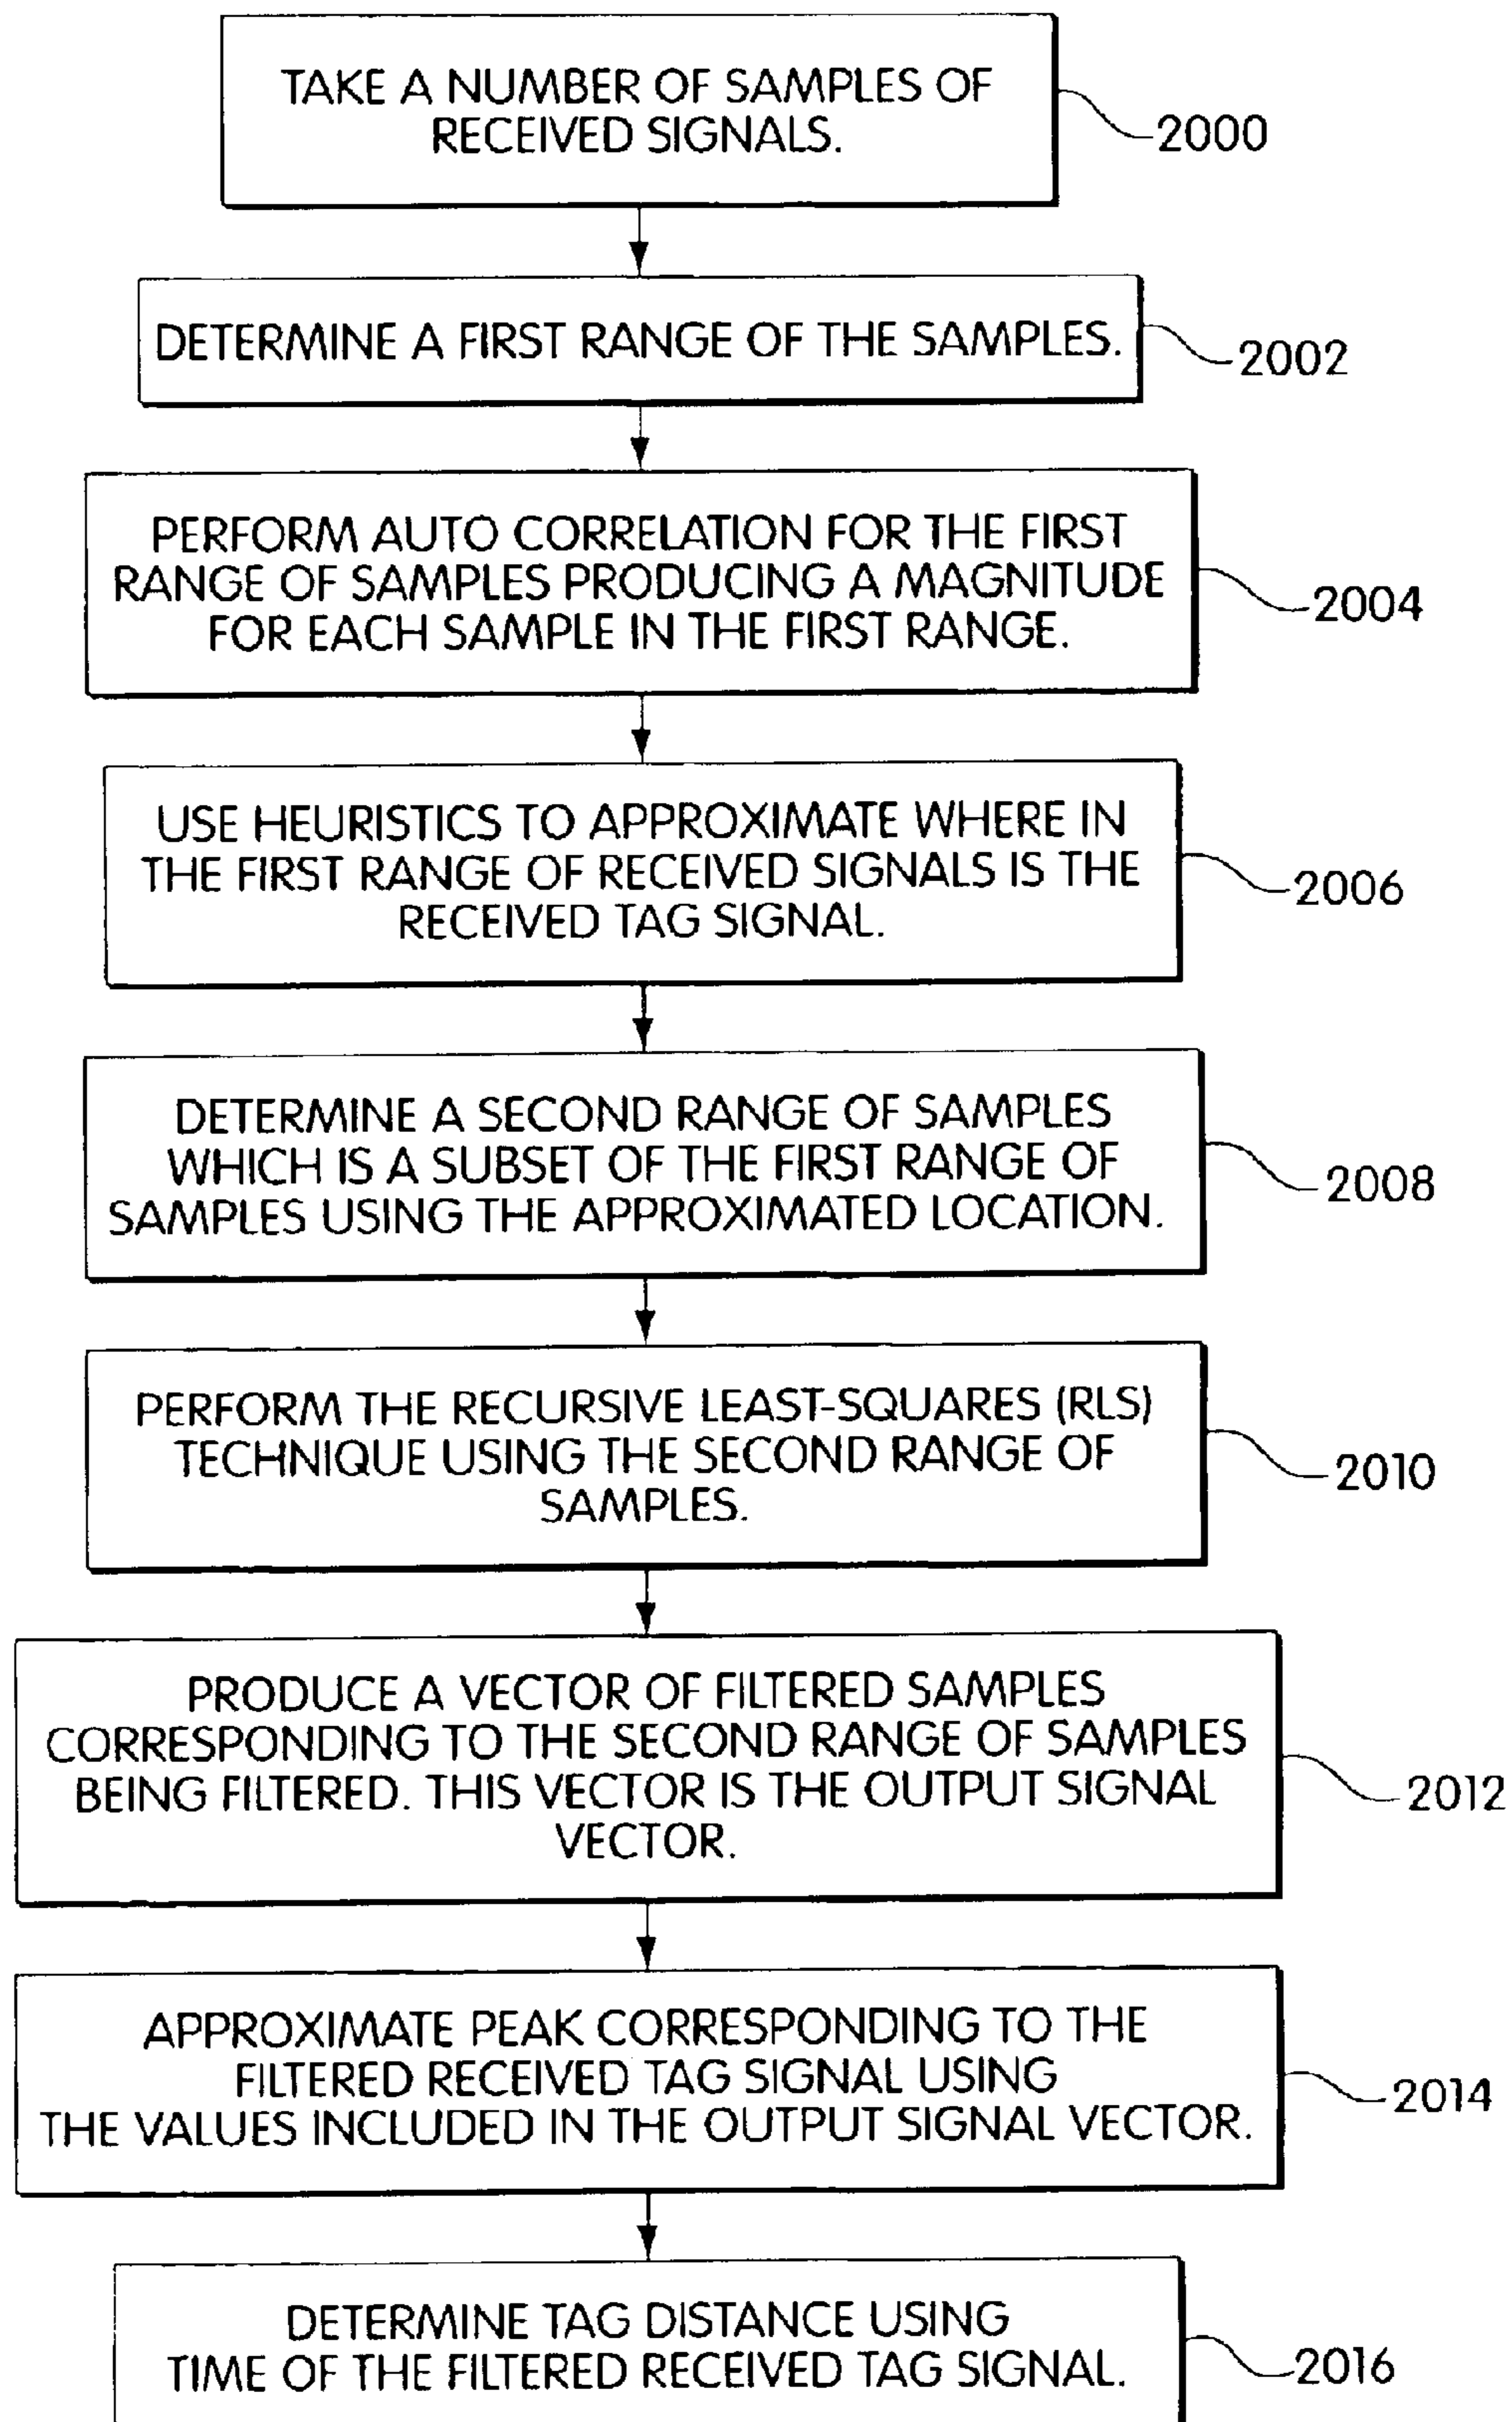 TAKE A NUMBER OF SAMPLES OF
RECEIVED SIGNALS.
2000
DETERMINE A FIRST RANGE OF THE SAMPLES.
2002
PERFORM AUTO CORRELATION FOR THE FIRST
RANGE OF SAMPLES PRODUCING A MAGNITUDE
FOR EACH SAMPLE IN THE FIRST RANGE.
2004
USE HEURISTICS TO APPROXIMATE WHERE IN
THE FIRST RANGE OF RECEIVED SIGNALS IS THE
RECEIVED TAG SIGNAL.
2006
DETERMINE A SECOND RANGE OF SAMPLES
WHICH IS A SUBSET OF THE FIRST RANGE OF
SAMPLES USING THE APPROXIMATED LOCATION.
2008
PERFORM THE RECURSIVE LEAST-SQUARES (RLS)
TECHNIQUE USING THE SECOND RANGE OF
SAMPLES.
2010
PRODUCE A VECTOR OF FILTERED SAMPLES
CORRESPONDING TO THE SECOND RANGE OF SAMPLES
BEING FILTERED. THIS VECTOR IS THE OUTPUT SIGNAL
VECTOR.
2012
APPROXIMATE PEAK CORRESPONDING TO THE
FILTERED RECEIVED TAG SIGNAL USING
THE VALUES INCLUDED IN THE OUTPUT SIGNAL VECTOR.
2014
DETERMINE TAG DISTANCE USING
TIME OF THE FILTERED RECEIVED TAG SIGNAL.
2016